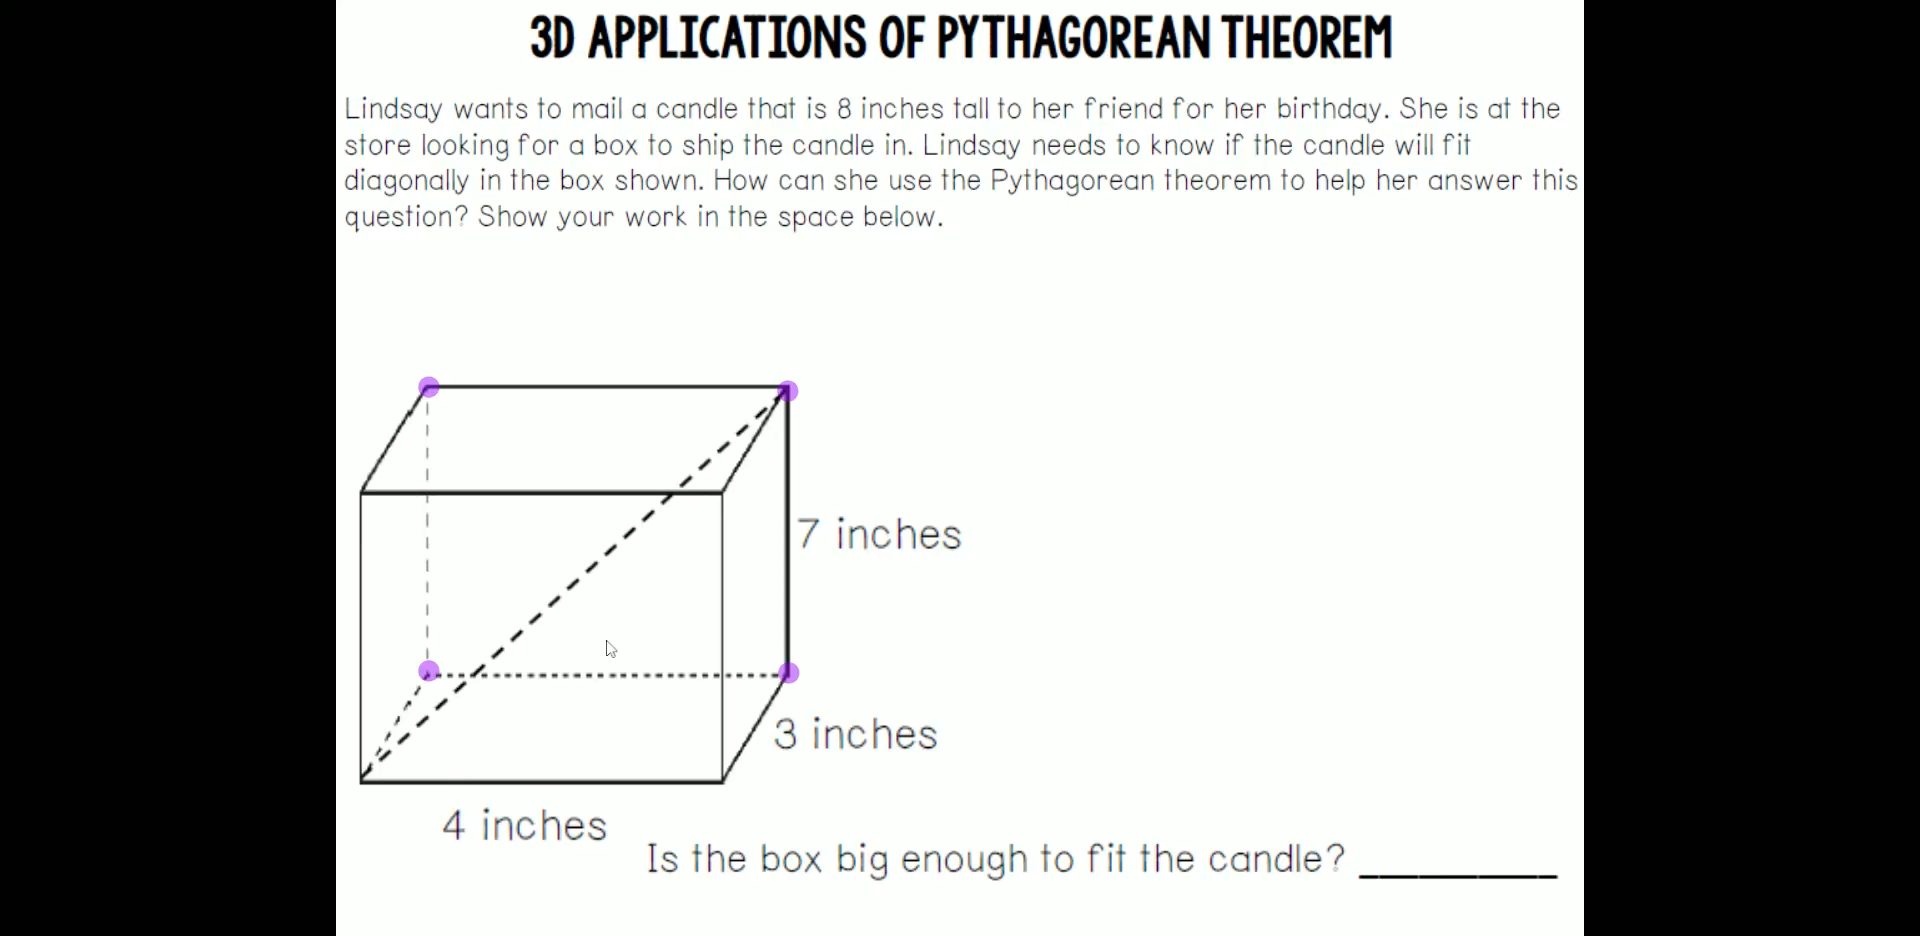 3D APPLICATIONS OF PYTHAGOREAN THEOREM
Lindsay wants to mail a candle that is 8 inches tall to her friend for her birthday. She is at the
store looking for a box to ship the candle in. Lindsay needs to know if the candle will fit
diagonally in the box shown. How can she use the Pythagorean theorem to help her answer this
question? Show your work in the space below.
7 inches
3 inches
4 inches
Is the box big enough to fit the candle? __________